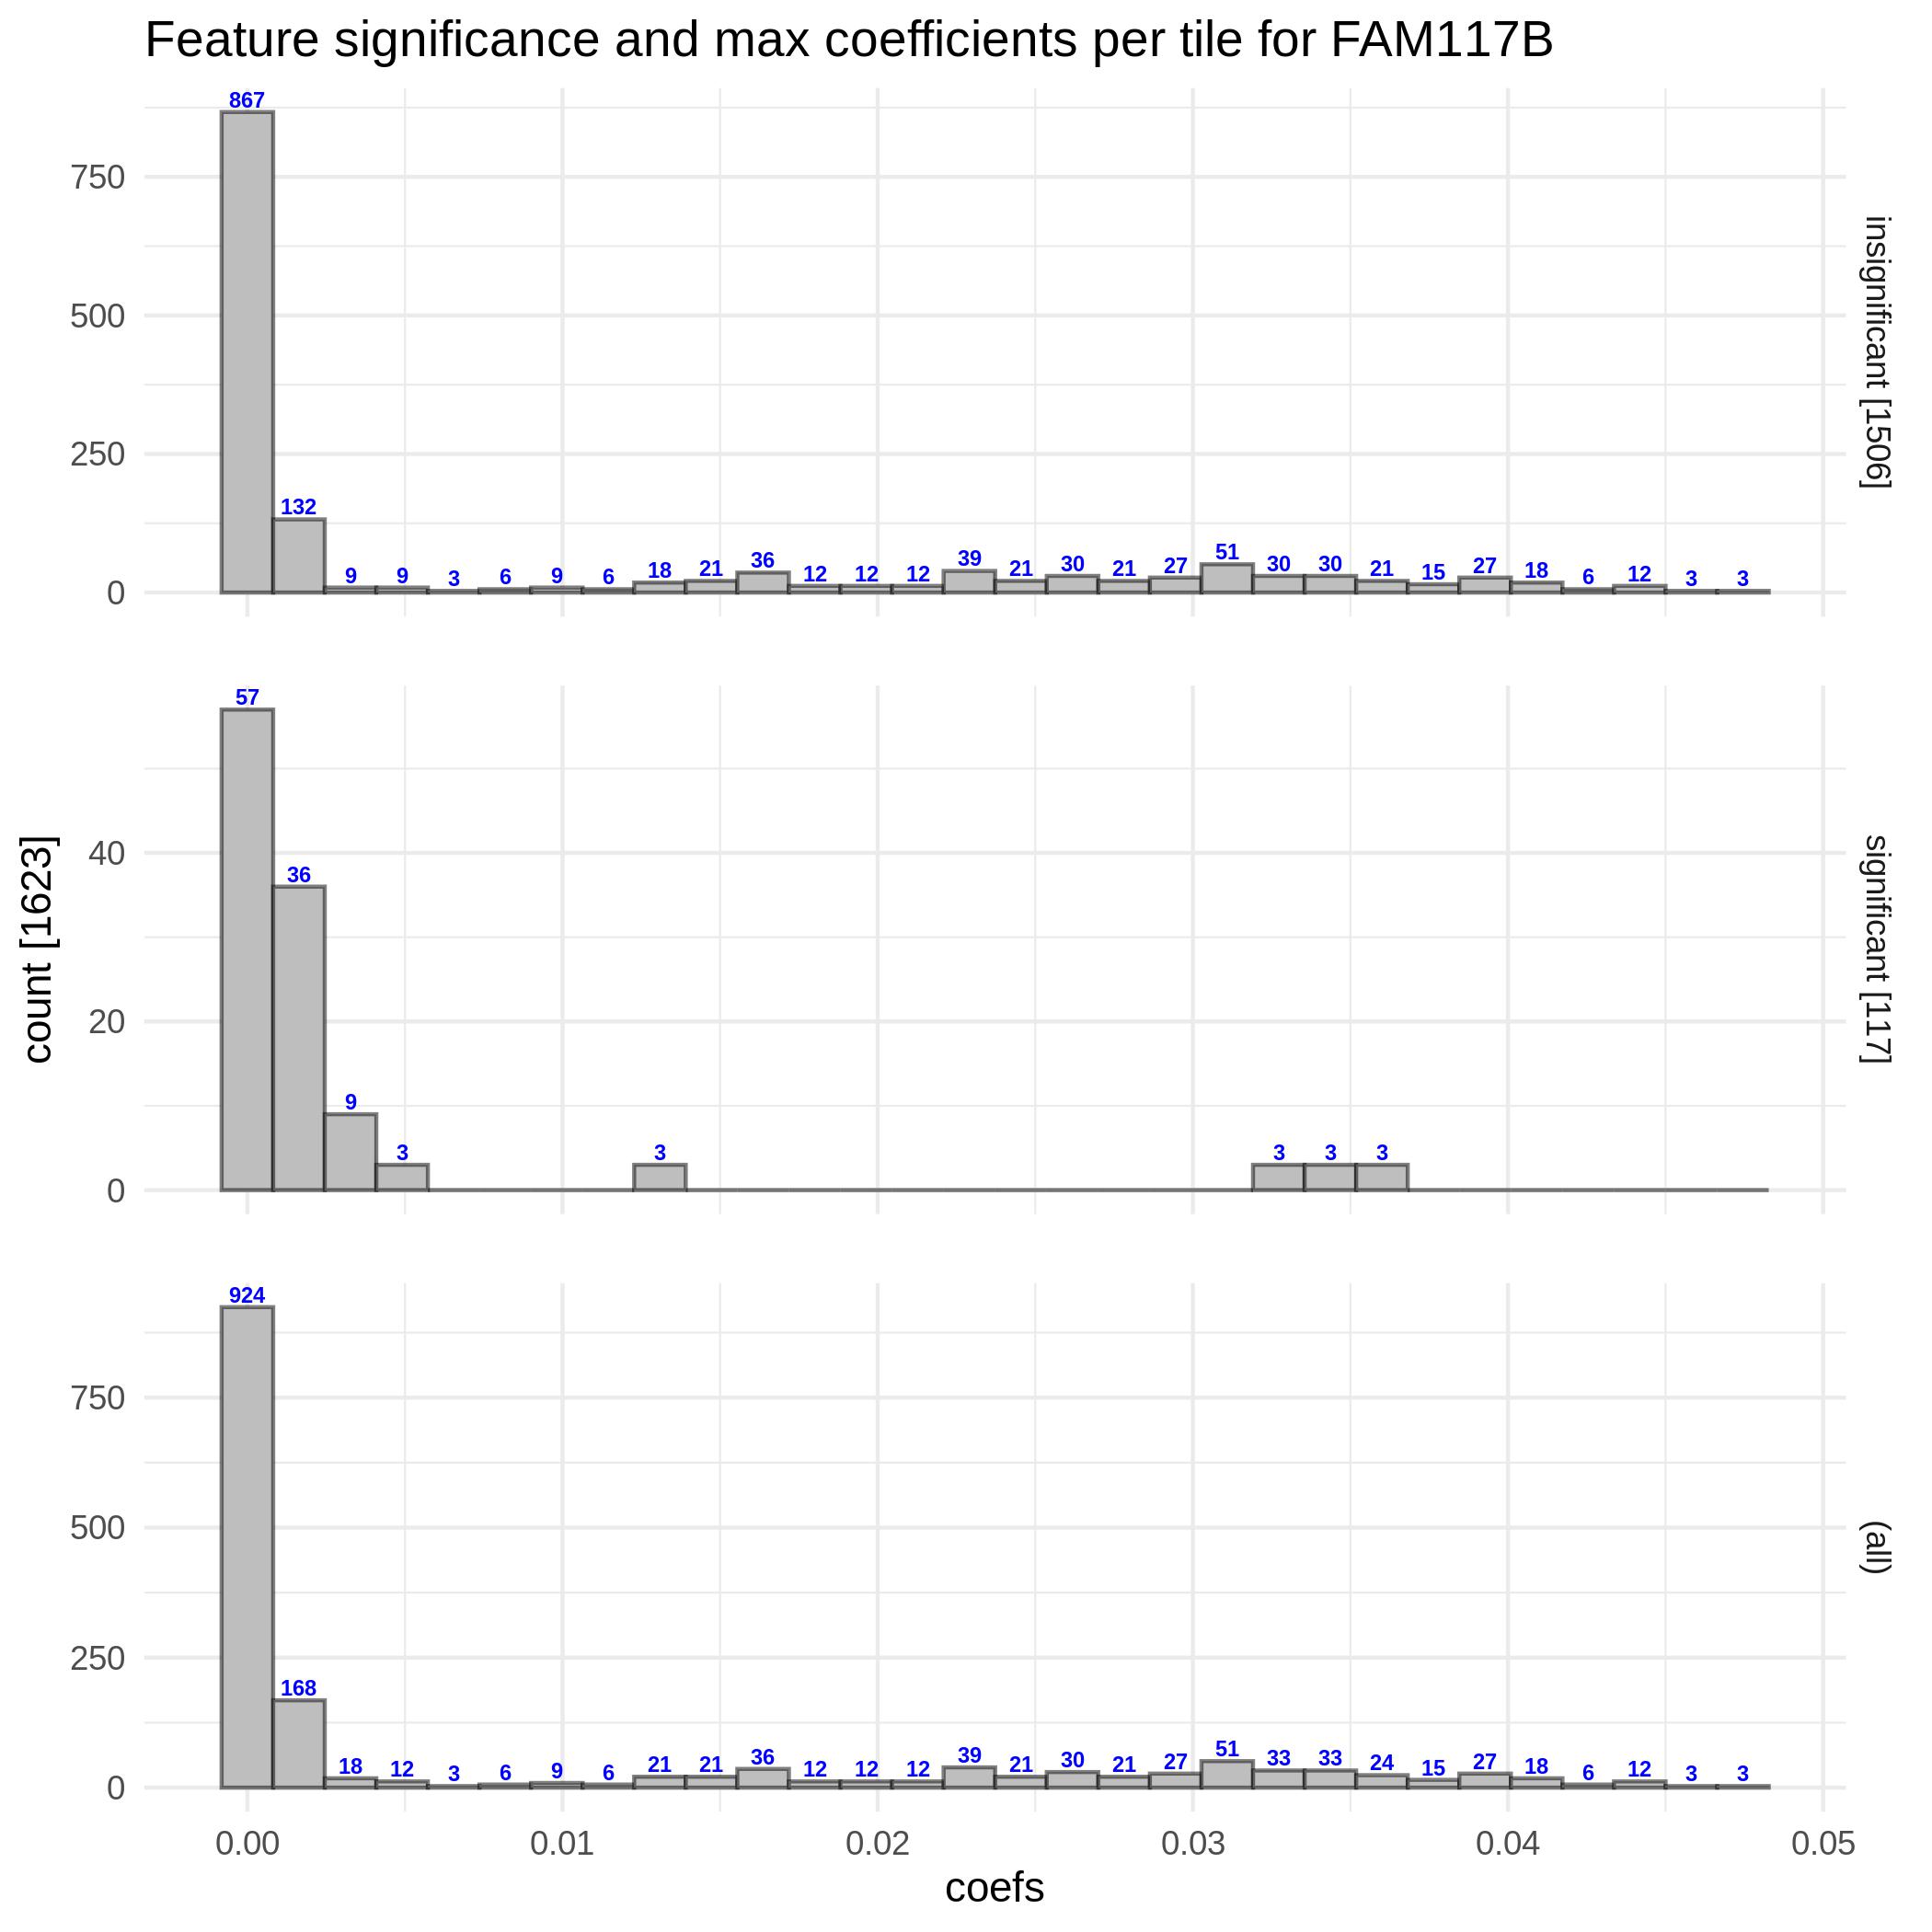 Feature significance and max coefficients per tile for FAM117B
867
750
500
250
0
132 9 9 3 6 9 6 18 21 36 12 12 12 39 21 30 21 27 51 30 30 21 15 27 18 6 12 3 3
insignificant [1506]
57
40
20
0
36 9 3 3 3 3 3
significant [117]
count [1623]
924
750
500
250
0
168 18 12 3 6 9 6 21 21 36 12 12 12 39 21 30 21 27 51 33 33 24 15 27 18 6 12 3 3
(all)
0.00 0.01 0.02 0.03 0.04 0.05
coefs